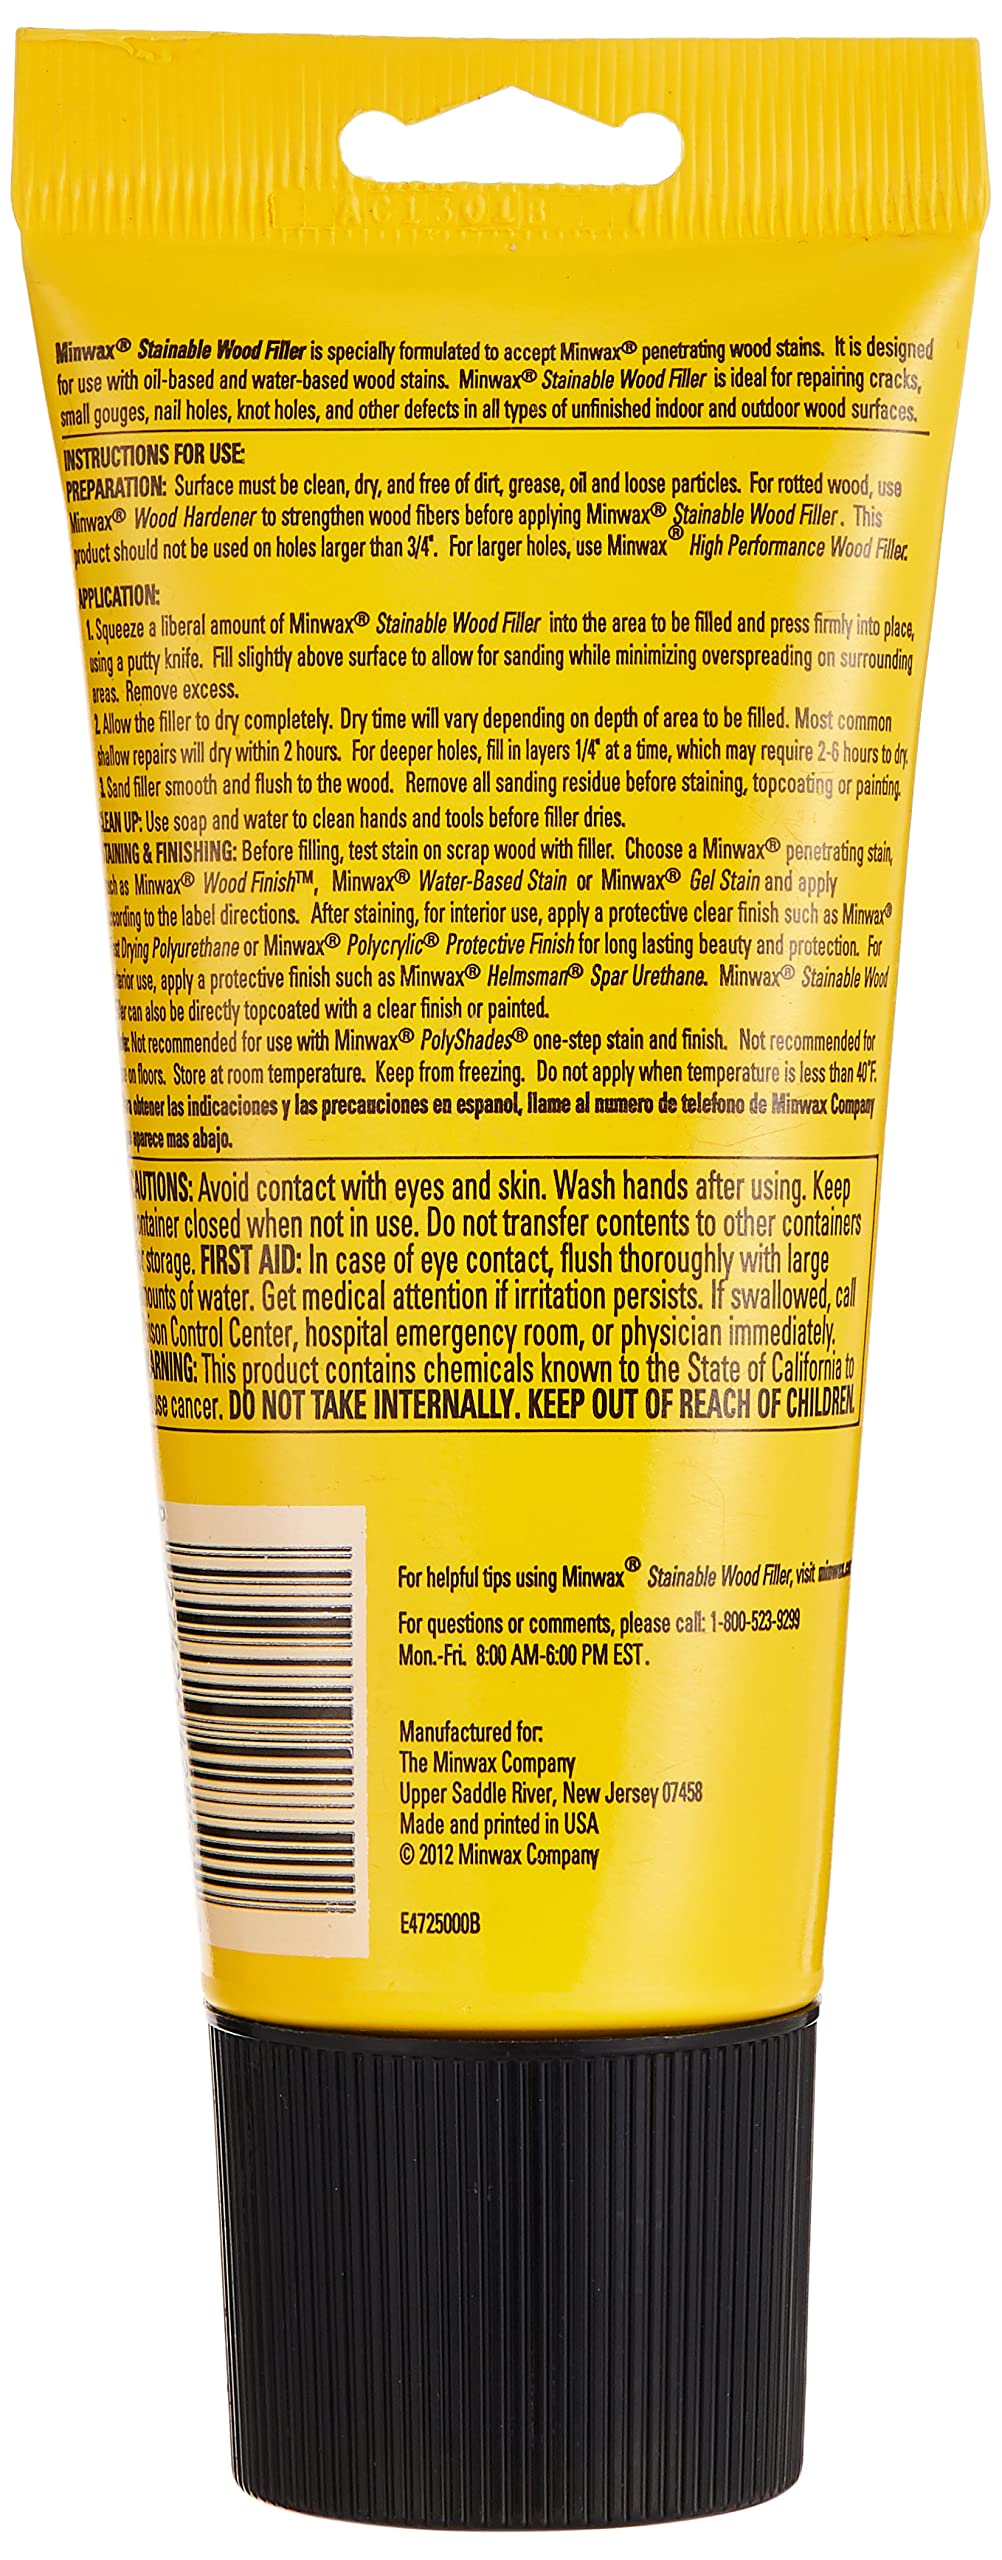 AC1301B
Minwax® Stainable Wood Filler is specially formulated to accept Minwax® penetrating wood stains. It is designed
for use with oil-based and water-based wood stains. Minwax® Stainable Wood Filler is ideal for repairing cracks,
small gouges, nail holes, knot holes, and other defects in all types of unfinished indoor and outdoor wood surfaces.
INSTRUCTIONS FOR USE:
PREPARATION: Surface must be clean, dry, and free of dirt, grease, oil and loose particles. For rotted wood, use
Minwax® Wood Hardener to strengthen wood fibers before applying Minwax® Stainable Wood Filler. This
product should not be used on holes larger than 3/4". For larger holes, use Minwax® High Performance Wood Filler.
APPLICATION:
1. Squeeze a liberal amount of Minwax® Stainable Wood Filler into the area to be filled and press firmly into place,
using a putty knife. Fill slightly above surface to allow for sanding while minimizing overspreading on surrounding
areas. Remove excess.
2. Allow the filler to dry completely. Dry time will vary depending on depth of area to be filled. Most common
shallow repairs will dry within 2 hours. For deeper holes, fill in layers 1/4" at a time, which may require 2-6 hours to dry.
3. Sand filler smooth and flush to the wood. Remove all sanding residue before staining, topcoating or painting.
LEAN UP: Use soap and water to clean hands and tools before filler dries.
TAINING & FINISHING: Before filling, test stain on scrap wood with filler. Choose a Minwax® penetrating stain,
ch as Minwax® Wood Finish™, Minwax® Water-Based Stain or Minwax® Gel Stain and apply
cording to the label directions. After staining, for interior use, apply a protective clear finish such as Minwax®
st Drying Polyurethane or Minwax® Polycrylic® Protective Finish for long lasting beauty and protection. For
erior use, apply a protective finish such as Minwax® Helmsman® Spar Urethane. Minwax® Stainable Wood
ler can also be directly topcoated with a clear finish or painted.
e: Not recommended for use with Minwax® PolyShades® one-step stain and finish. Not recommended for
e on floors. Store at room temperature. Keep from freezing. Do not apply when temperature is less than 40°F.
ra obtener las indicaciones y las precauciones en espanol, llame al numero de telefono de Minwax Company
aparece mas abajo.
AUTIONS: Avoid contact with eyes and skin. Wash hands after using. Keep
ntainer closed when not in use. Do not transfer contents to other containers
r storage. FIRST AID: In case of eye contact, flush thoroughly with large
ounts of water. Get medical attention if irritation persists. If swallowed, call
ison Control Center, hospital emergency room, or physician immediately.
ARNING: This product contains chemicals known to the State of California to
use cancer. DO NOT TAKE INTERNALLY. KEEP OUT OF REACH OF CHILDREN.
For helpful tips using Minwax® Stainable Wood Filler, visit minwax.co
For questions or comments, please call: 1-800-523-9299
Mon.-Fri. 8:00 AM-6:00 PM EST.
Manufactured for:
The Minwax Company
Upper Saddle River, New Jersey 07458
Made and printed in USA
© 2012 Minwax Company
E4725000B